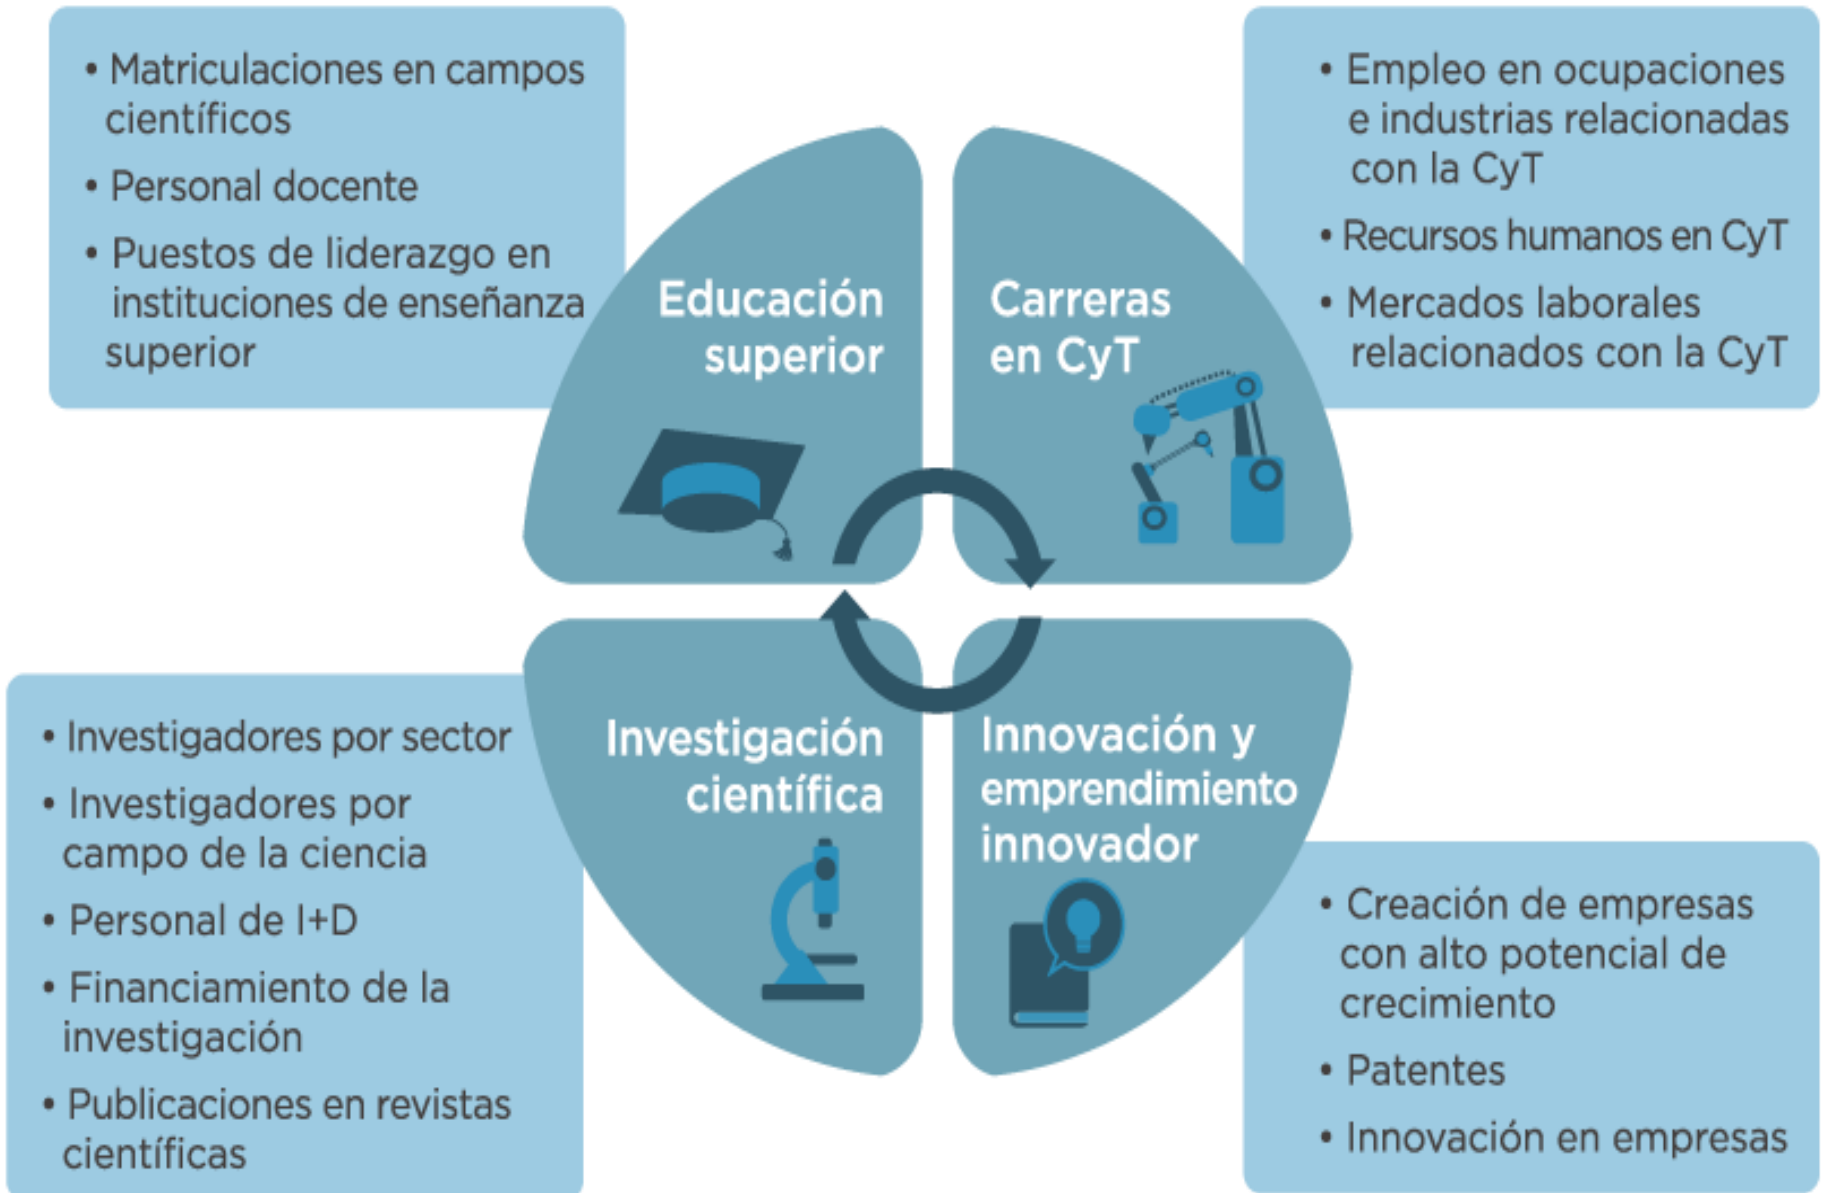 • Matriculaciones en campos
científicos
• Personal docente
• Puestos de liderazgo en
instituciones de enseñanza
superior
Educación
superior
Carreras
en CyT
• Empleo en ocupaciones
e industrias relacionadas
con la CyT
• Recursos humanos en CyT
• Mercados laborales
relacionados con la CyT
• Investigadores por sector
• Investigadores por
campo de la ciencia
• Personal de I+D
• Financiamiento de la
investigación
• Publicaciones en revistas
científicas
Investigación
científica
Innovación y
emprendimiento
innovador
• Creación de empresas
con alto potencial de
crecimiento
• Patentes
• Innovación en empresas